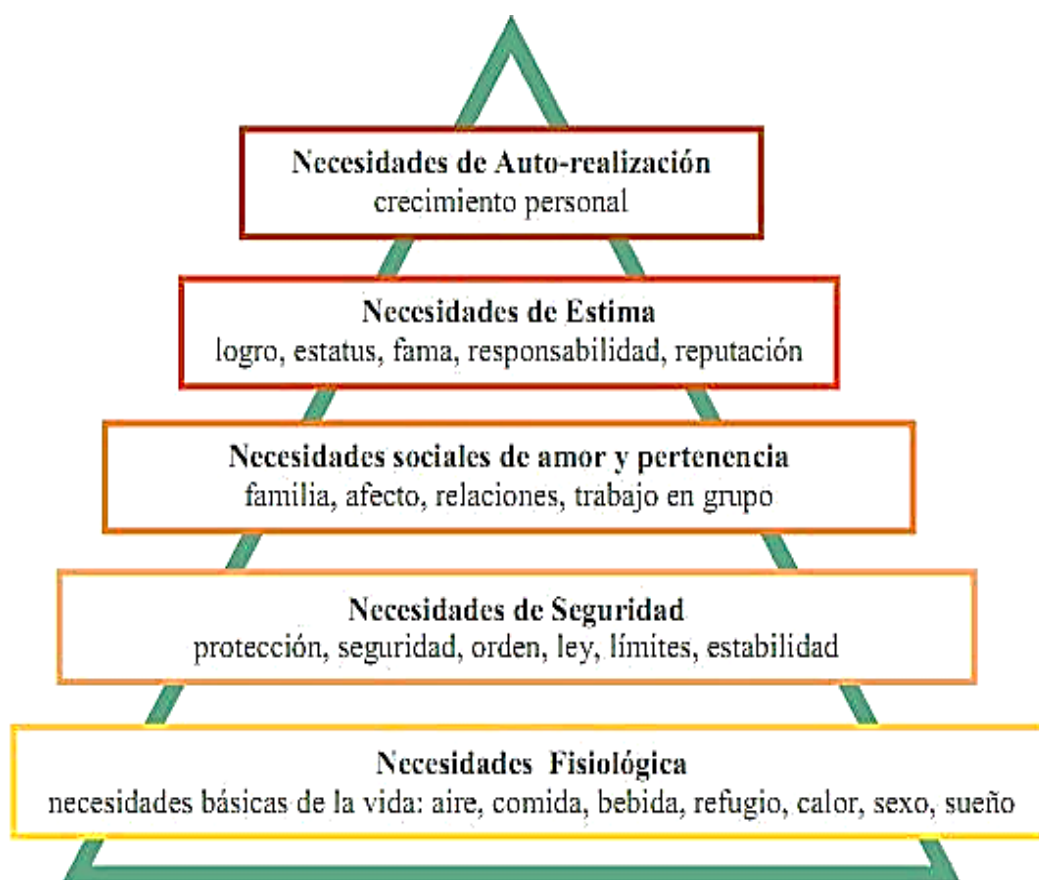 Necesidades de Auto-realización
crecimiento personal
Necesidades de Estima
logro, estatus, fama, responsabilidad, reputación
Necesidades sociales de amor y pertenencia
familia, afecto, relaciones, trabajo en grupo
Necesidades de Seguridad
protección, seguridad, orden, ley, límites, estabilidad
Necesidades Fisiológica
necesidades básicas de la vida: aire, comida, bebida, refugio, calor, sexo, sueño